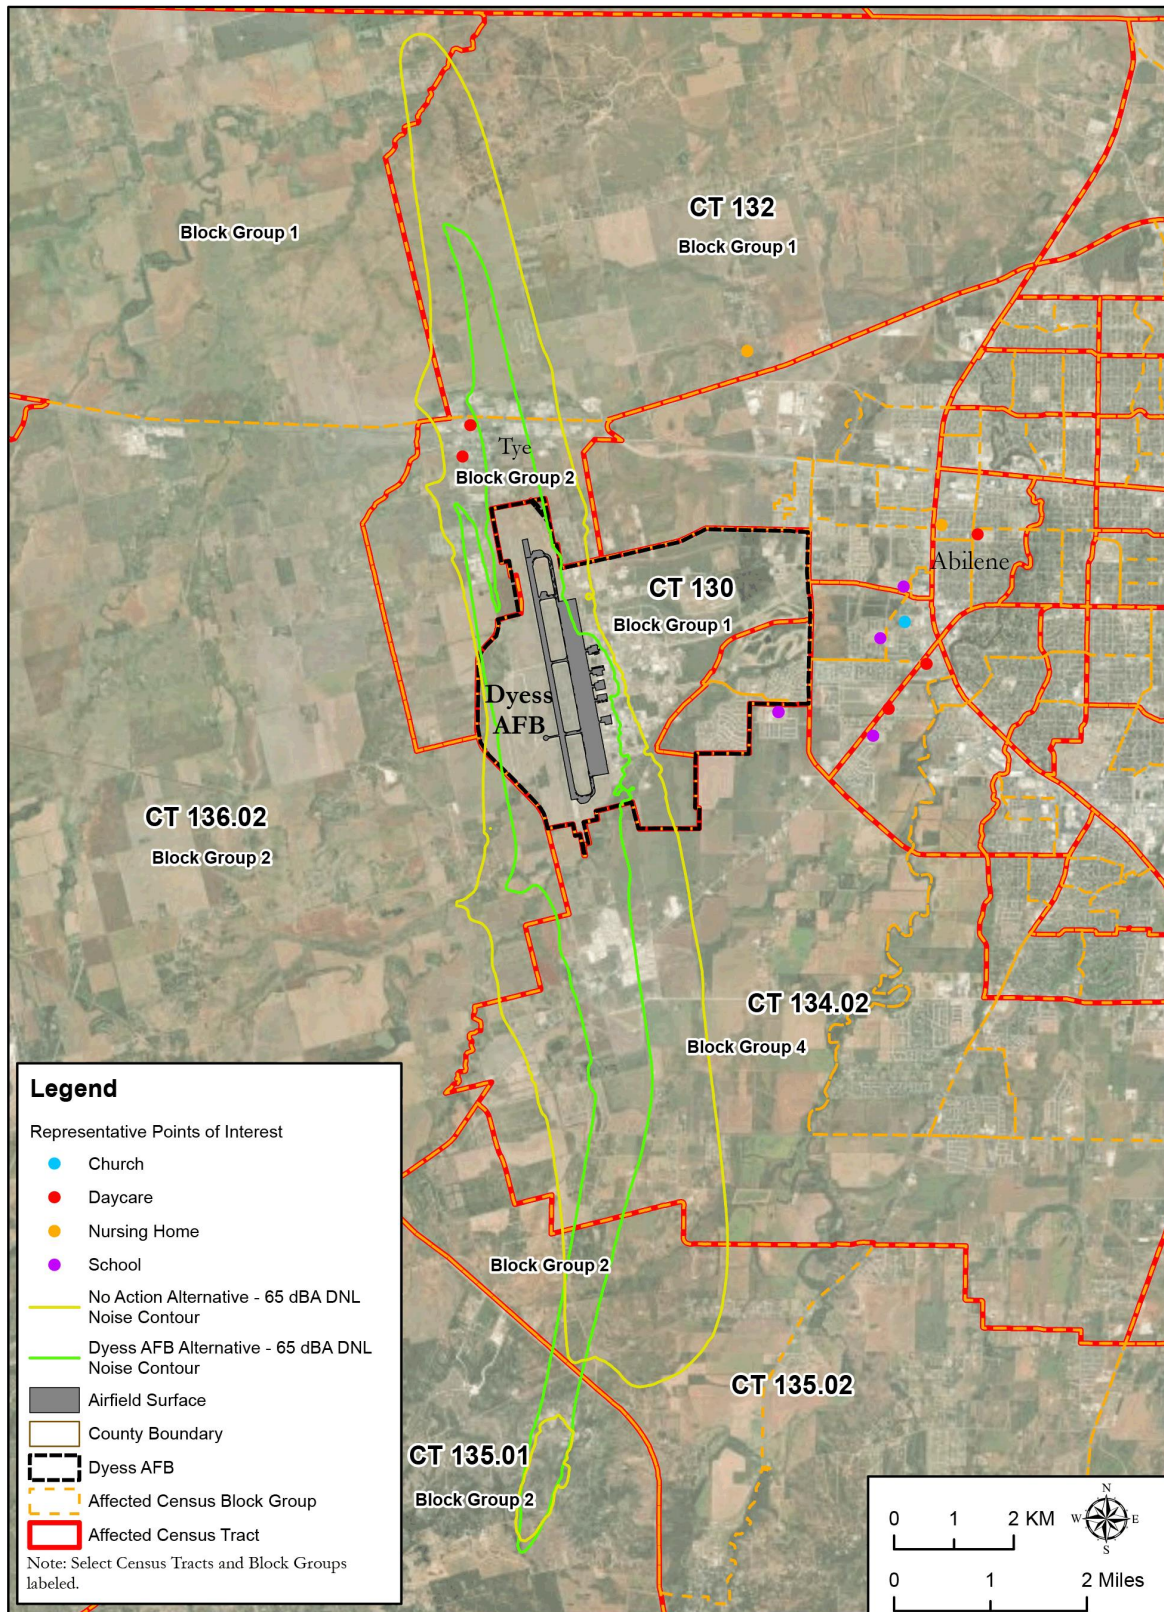 CT 132
Block Group 1
Block Group 1
Tye
Block Group 2
Abilene
CT 130
Block Group 1
Dyess
AFB
CT 136.02
Block Group 2
CT 134.02
Block Group 4
Block Group 2
CT 135.02
CT 135.01
Block Group 2
Legend
Representative Points of Interest
Church
Daycare
Nursing Home
School
No Action Alternative - 65 dBA DNL
Noise Contour
Dyess AFB Alternative - 65 dBA DNL
Noise Contour
Airfield Surface
County Boundary
Dyess AFB
Affected Census Block Group
Affected Census Tract
Note: Select Census Tracts and Block Groups
labeled.
0 1 2 KM
N
W E
S
0 1 2 Miles